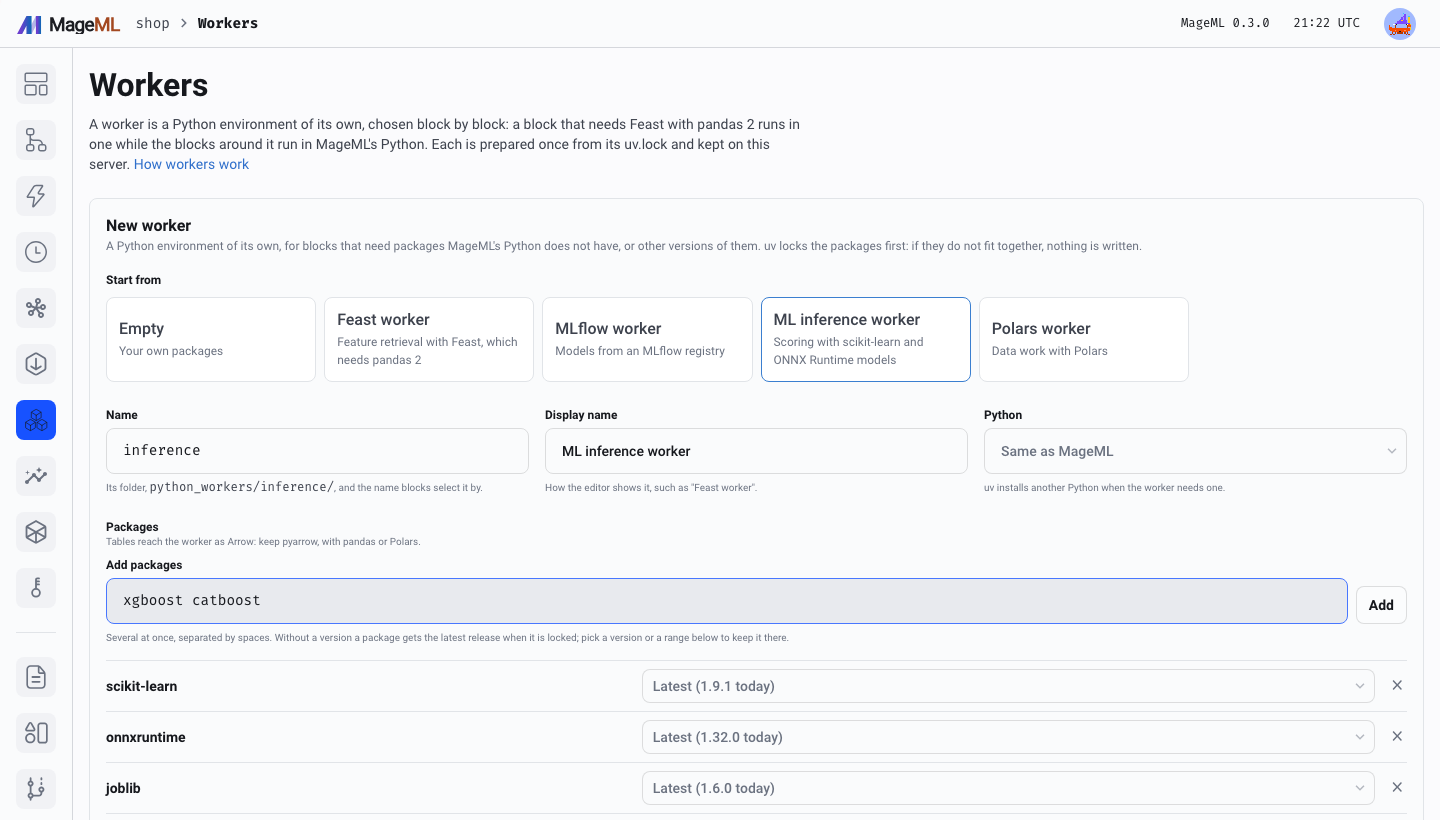 MageML
shop > Workers
MageML 0.3.0
21:22 UTC
Workers
A worker is a Python environment of its own, chosen block by block: a block that needs Feast with pandas 2 runs in
one while the blocks around it run in MageML's Python. Each is prepared once from its uv.lock and kept on this
server. How workers work
New worker
A Python environment of its own, for blocks that need packages MageML's Python does not have, or other versions of them. uv locks the packages first: if they do not fit together, nothing is written.
Start from
Empty
Your own packages
Feast worker
Feature retrieval with Feast, which
needs pandas 2
MLflow worker
Models from an MLflow registry
ML inference worker
Scoring with scikit-learn and
ONNX Runtime models
Polars worker
Data work with Polars
Name
inference
Its folder, python_workers/inference/, and the name blocks select it by.
Display name
ML inference worker
How the editor shows it, such as "Feast worker".
Python
Same as MageML
uv installs another Python when the worker needs one.
Packages
Tables reach the worker as Arrow: keep pyarrow, with pandas or Polars.
Add packages
xgboost catboost
Add
Several at once, separated by spaces. Without a version a package gets the latest release when it is locked; pick a version or a range below to keep it there.
scikit-learn
Latest (1.9.1 today)
onnxruntime
Latest (1.32.0 today)
joblib
Latest (1.6.0 today)